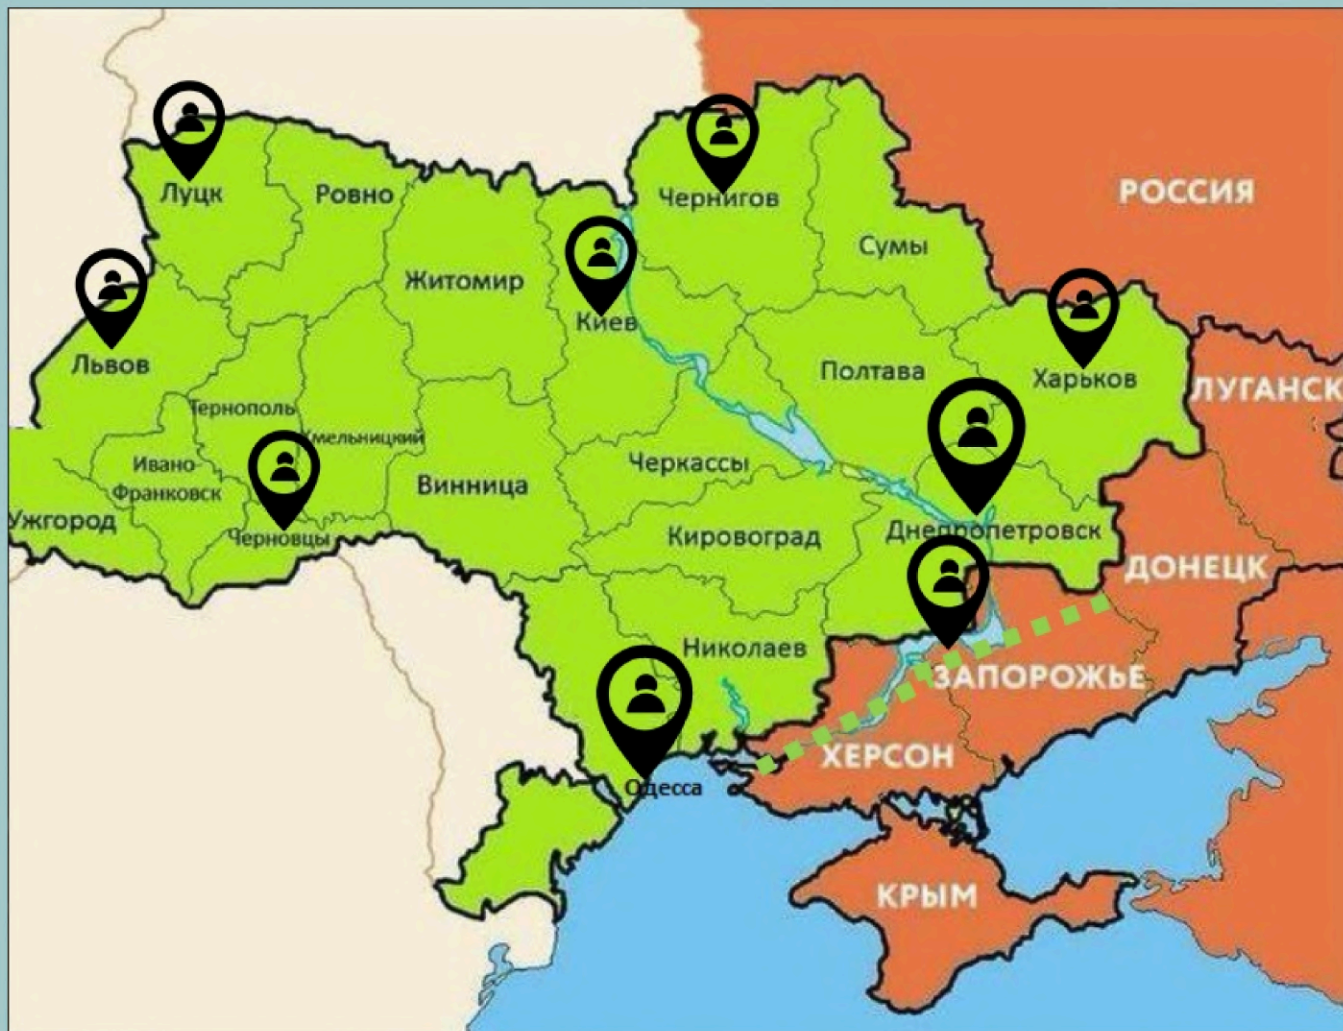 РОССИЯ
Луцк
Ровно
Чернигов
Сумы
Житомир
Киев
Львов
Полтава
Харьков
ЛУГАНСК
Тернополь
Хмельницкий
Ивано-
Франковск
Черкассы
Винница
Ужгород
Черновцы
Кировоград
Днепропетровск
ДОНЕЦК
Николаев
ЗАПОРОЖЬЕ
ХЕРСОН
Одесса
КРЫМ